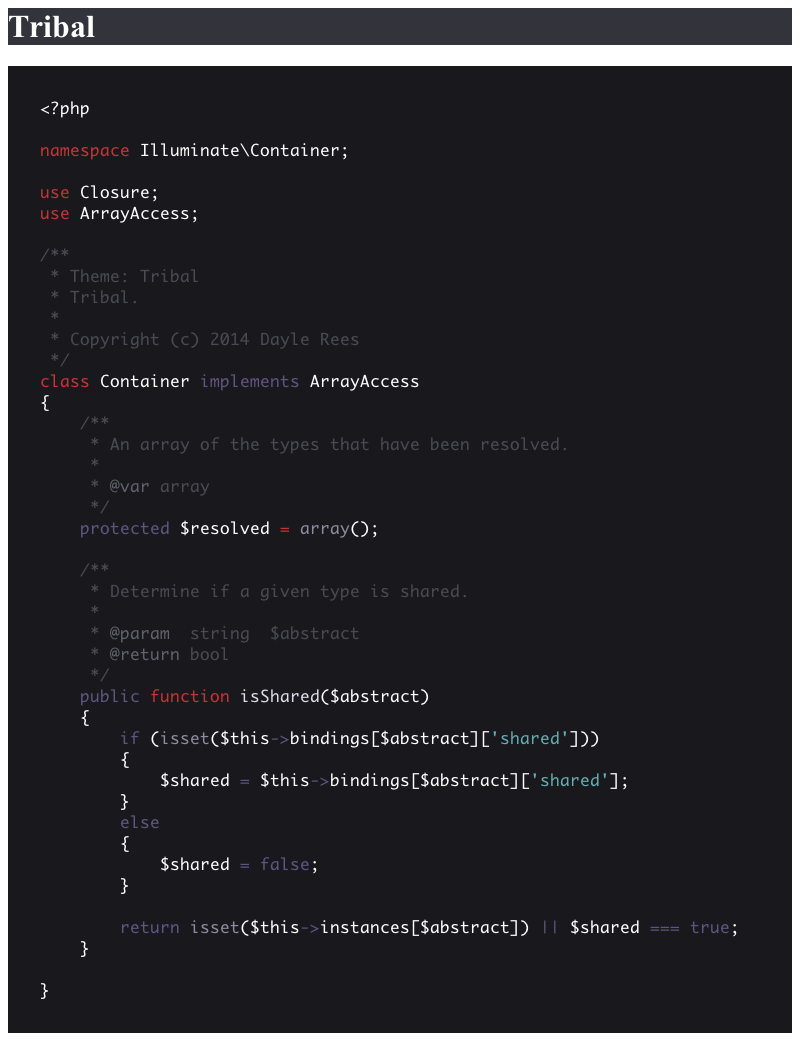 Tribal
<?php
namespace Illuminate\Container;
use Closure;
use ArrayAccess;
/**
 * Theme: Tribal
 * Tribal.
 *
 * Copyright (c) 2014 Dayle Rees
 */
class Container implements ArrayAccess
{
    /**
     * An array of the types that have been resolved.
     *
     * @var array
     */
    protected $resolved = array();
    /**
     * Determine if a given type is shared.
     *
     * @param  string  $abstract
     * @return bool
     */
    public function isShared($abstract)
    {
        if (isset($this->bindings[$abstract]['shared']))
        {
            $shared = $this->bindings[$abstract]['shared'];
        }
        else
        {
            $shared = false;
        }
        return isset($this->instances[$abstract]) || $shared === true;
    }
}